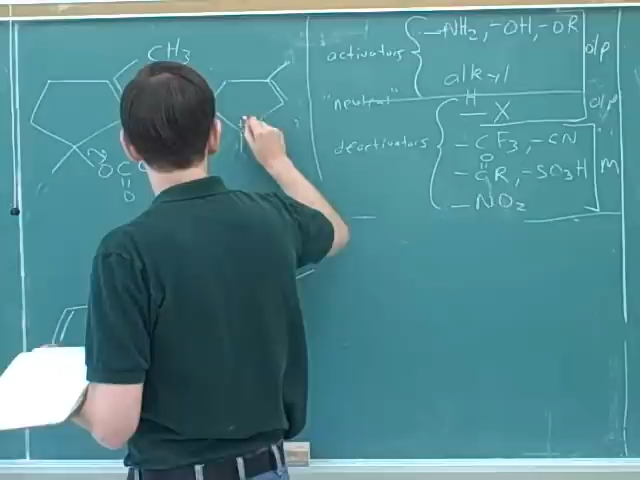 CH3
O C
O
activators
-NH2, -OH, -OR
o/p
alkyl
"neutral"
H
-X
o/p
deactivators
-CF3, -CN
O
-CR, -SO3H
m
-NO2